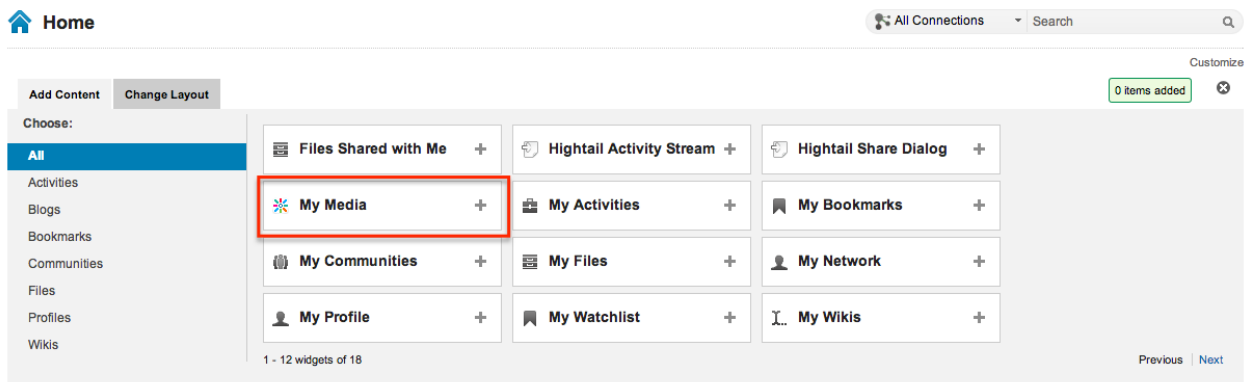 Home
All Connections
Search
Customize
Add Content
Change Layout
0 items added
Choose:
All
Activities
Blogs
Bookmarks
Communities
Files
Profiles
Wikis
Files Shared with Me
Hightail Activity Stream
Hightail Share Dialog
My Media
My Activities
My Bookmarks
My Communities
My Files
My Network
My Profile
My Watchlist
My Wikis
1 - 12 widgets of 18
Previous
Next